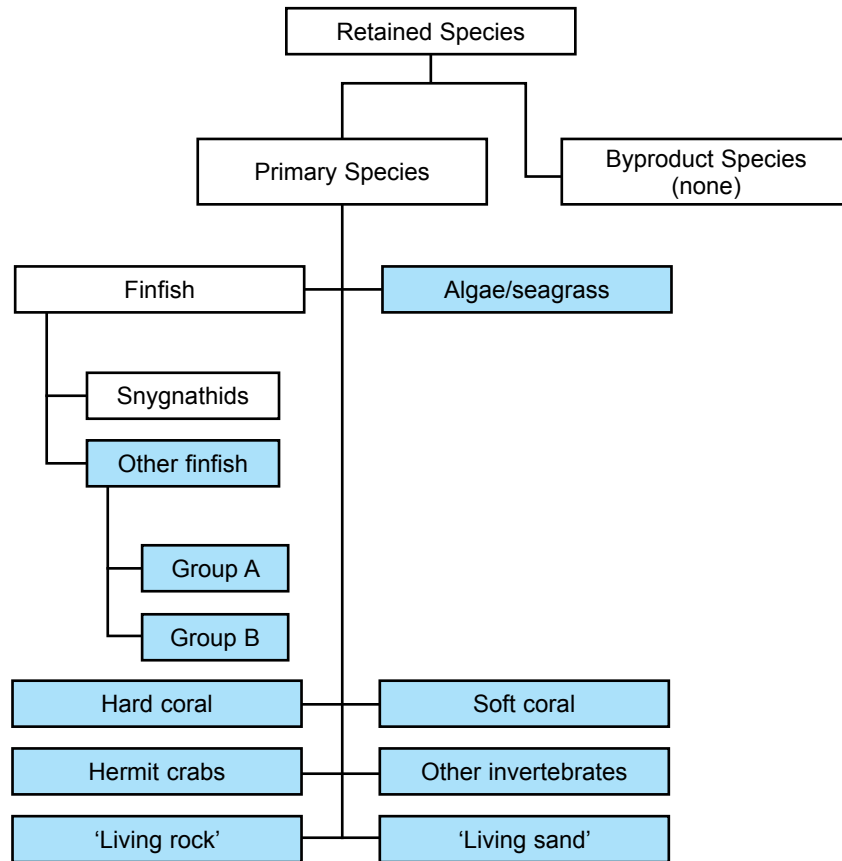 Retained Species
Primary Species
Byproduct Species
(none)
Finfish
Algae/seagrass
Snygnathids
Other finfish
Group A
Group B
Hard coral
Soft coral
Hermit crabs
Other invertebrates
‘Living rock’
‘Living sand’